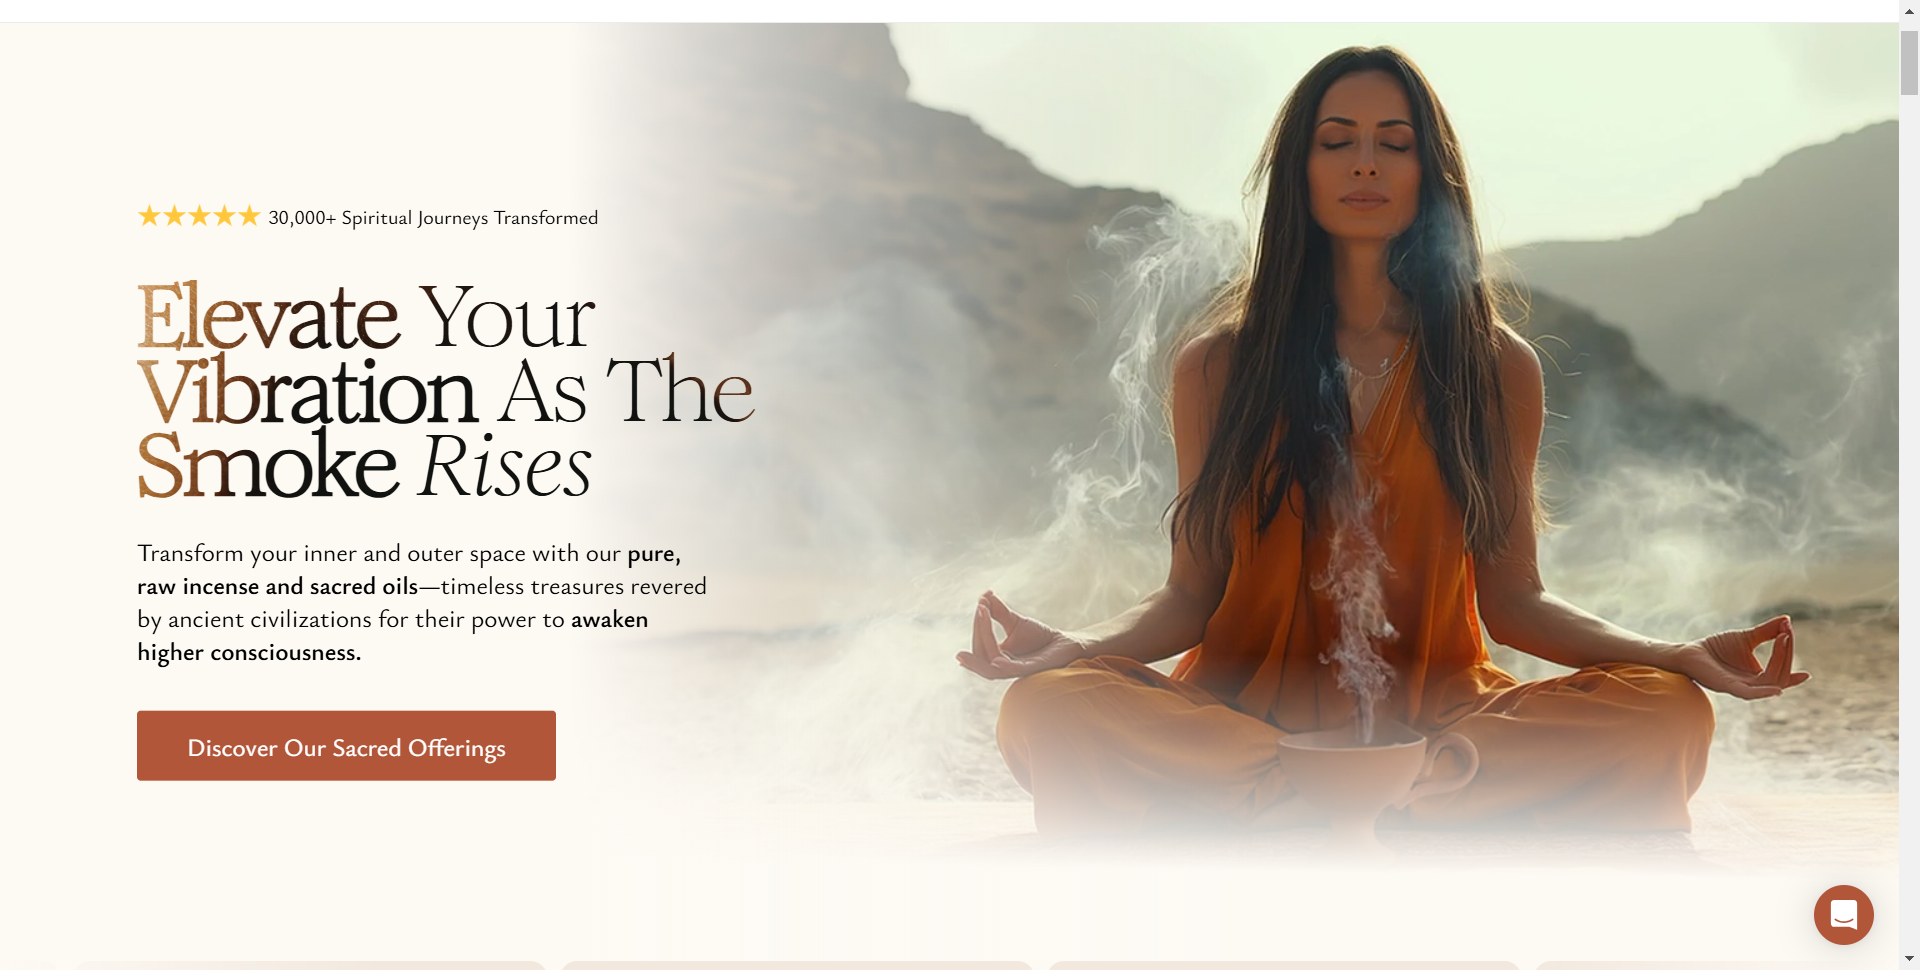 30,000+ Spiritual Journeys Transformed
Elevate Your
Vibration As The
Smoke Rises
Transform your inner and outer space with our pure,
raw incense and sacred oils—timeless treasures revered
by ancient civilizations for their power to awaken
higher consciousness.
Discover Our Sacred Offerings